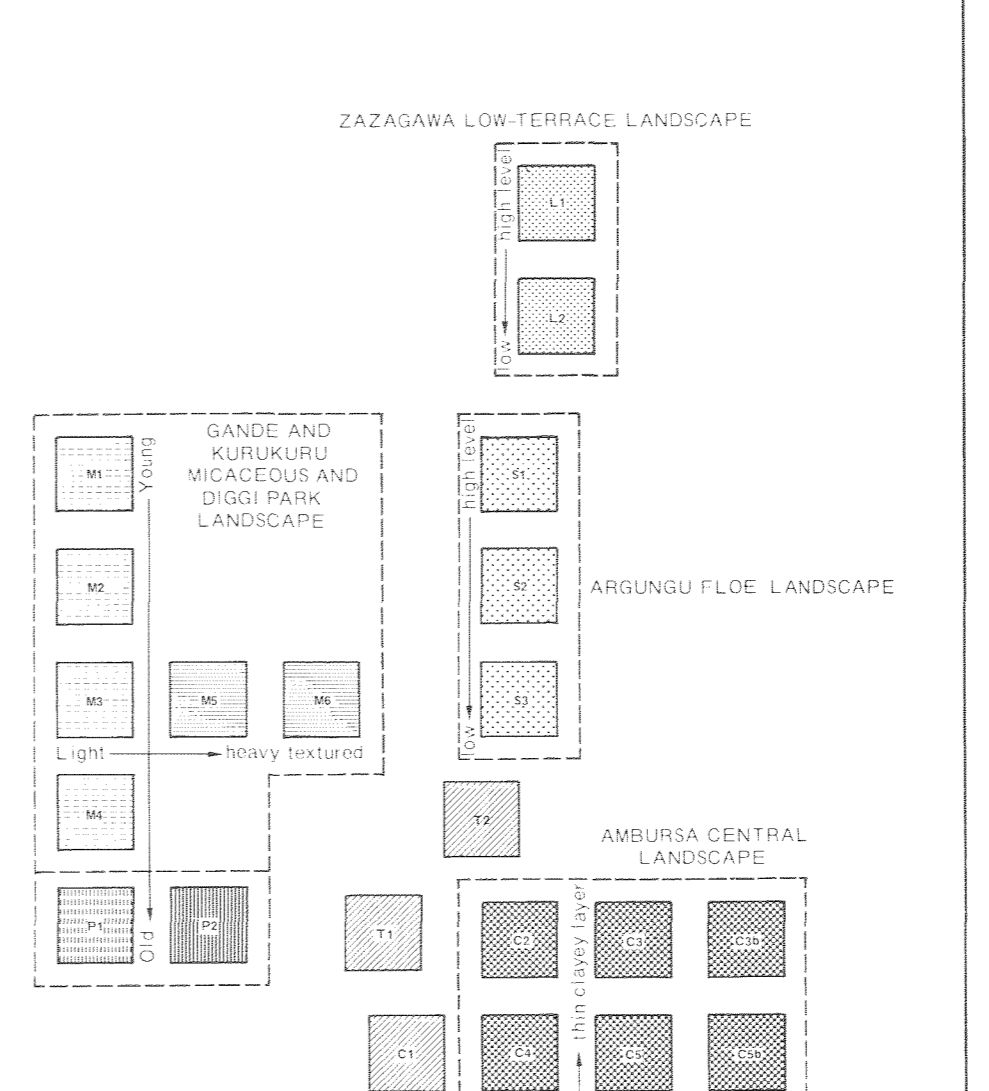 ZAZAGAWA LOW-TERRACE LANDSCAPE
high level
L1
L2
low
GANDE AND
KURUKURU
MICACEOUS AND
DIGGI PARK
LANDSCAPE
Young
M1
M2
M3
M5
M6
Light
heavy textured
M4
P1
Old
P2
high level
S1
S2
S3
low
ARGUNGU FLOE LANDSCAPE
T2
T1
C1
AMBURSA CENTRAL
LANDSCAPE
thin clayey layer
C2
C3
C3b
C4
C5
C5b